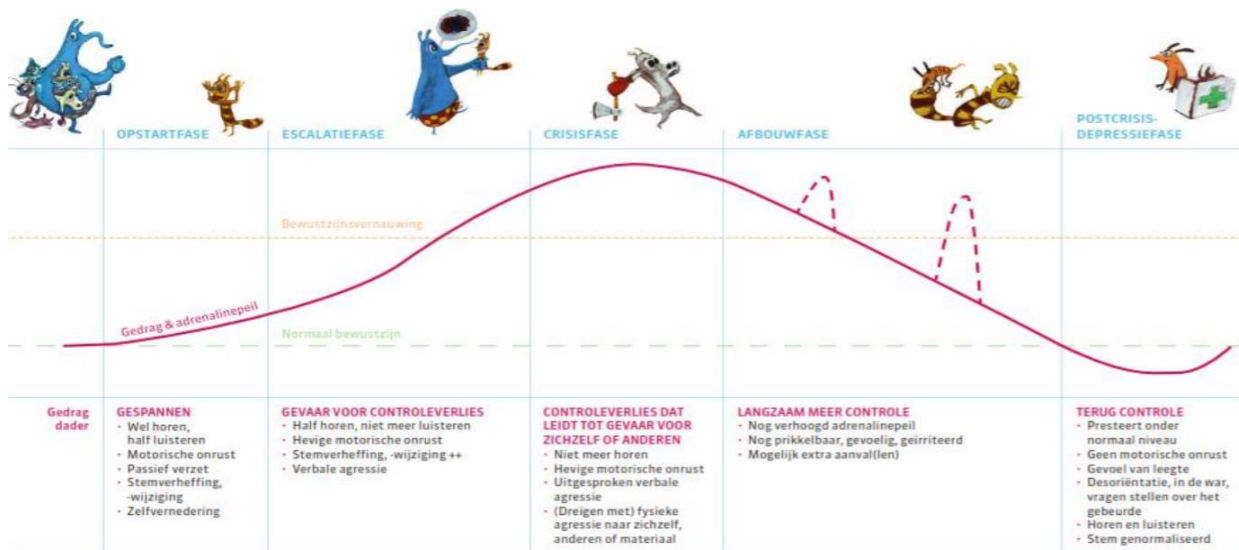 OPSTARTFASE
ESCALATIEFASE
CRISISFASE
AFBOUWFASE
POSTCRISIS-
DEPRESSIEFASE
Bewustzijnsvernauwing
Gedrag & adrenalinepeil
Normaal bewustzijn
Gedrag
dader
GESPANNEN
· Wel horen,
half luisteren
· Motorische onrust
· Passief verzet
· Stemverheffing,
-wijziging
· Zelfvernedering
GEVAAR VOOR CONTROLEVERLIES
· Half horen, niet meer luisteren
· Hevige motorische onrust
· Stemverheffing, -wijziging ++
· Verbale agressie
CONTROLEVERLIES DAT
LEIDT TOT GEVAAR VOOR
ZICHZELF OF ANDEREN
· Niet meer horen
· Hevige motorische onrust
· Uitgesproken verbale
agressie
· (Dreigen met) fysieke
agressie naar zichzelf,
anderen of materiaal
LANGZAAM MEER CONTROLE
· Nog verhoogd adrenalinepeil
· Nog prikkelbaar, gevoelig, geïrriteerd
· Mogelijk extra aanval(len)
TERUG CONTROLE
· Presteert onder
normaal niveau
· Geen motorische onrust
· Gevoel van leegte
· Desoriëntatie, in de war,
vragen stellen over het
gebeurde
· Horen en luisteren
· Stem genormaliseerd